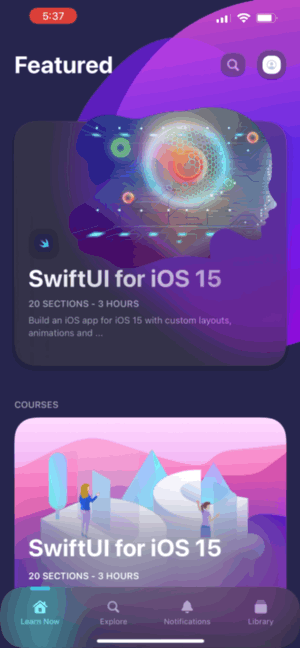 5:37
Featured
SwiftUI for iOS 15
20 SECTIONS - 3 HOURS
Build an iOS app for iOS 15 with custom layouts,
animations and ...
COURSES
SwiftUI for iOS 15
20 SECTIONS - 3 HOURS
Learn Now
Explore
Notifications
Library